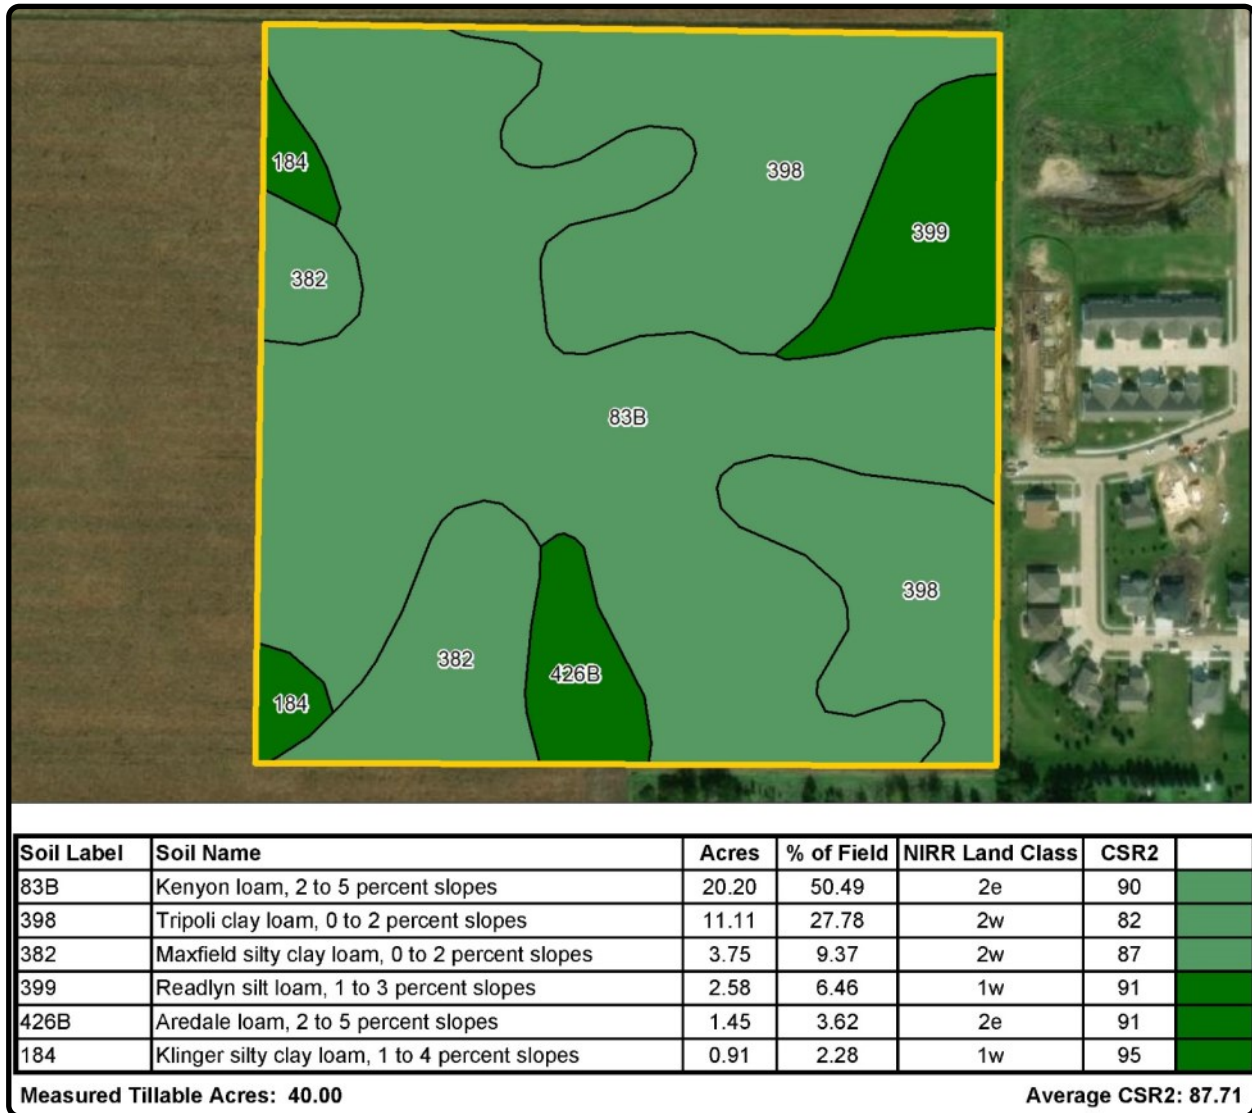 398
184
399
382
83B
398
382
426B
184
Soil Label Soil Name Acres % of Field NIRR Land Class CSR2
83B Kenyon loam, 2 to 5 percent slopes 20.20 50.49 2e 90
398 Tripoli clay loam, 0 to 2 percent slopes 11.11 27.78 2w 82
382 Maxfield silty clay loam, 0 to 2 percent slopes 3.75 9.37 2w 87
399 Readlyn silt loam, 1 to 3 percent slopes 2.58 6.46 1w 91
426B Aredale loam, 2 to 5 percent slopes 1.45 3.62 2e 91
184 Klinger silty clay loam, 1 to 4 percent slopes 0.91 2.28 1w 95
Measured Tillable Acres: 40.00 Average CSR2: 87.71